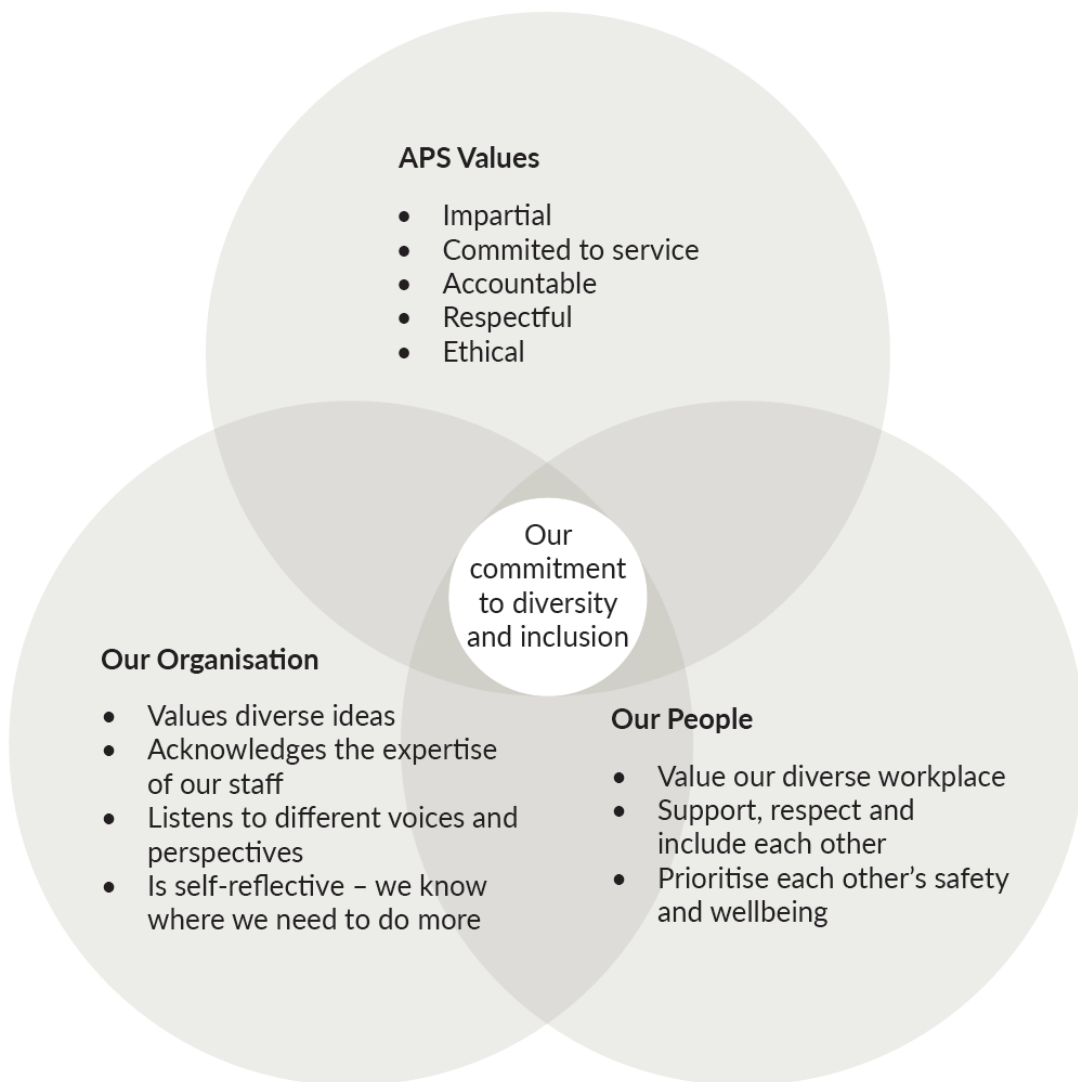 APS Values
• Impartial
• Commited to service
• Accountable
• Respectful
• Ethical
Our
commitment
to diversity
and inclusion
Our Organisation
• Values diverse ideas
• Acknowledges the expertise
of our staff
• Listens to different voices and
perspectives
• Is self-reflective – we know
where we need to do more
Our People
• Value our diverse workplace
• Support, respect and
include each other
• Prioritise each other’s safety
and wellbeing